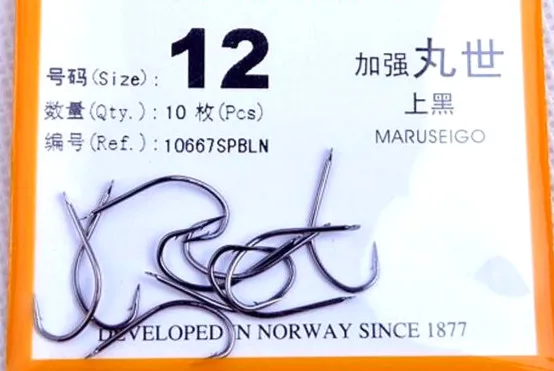 号码(Size): 12
数量(Qty.): 10 枚(Pcs)
编号(Ref.): 10667SPBLN
加强丸世
上黑
MARUSEIGO
DEVELOPED IN NORWAY SINCE 1877